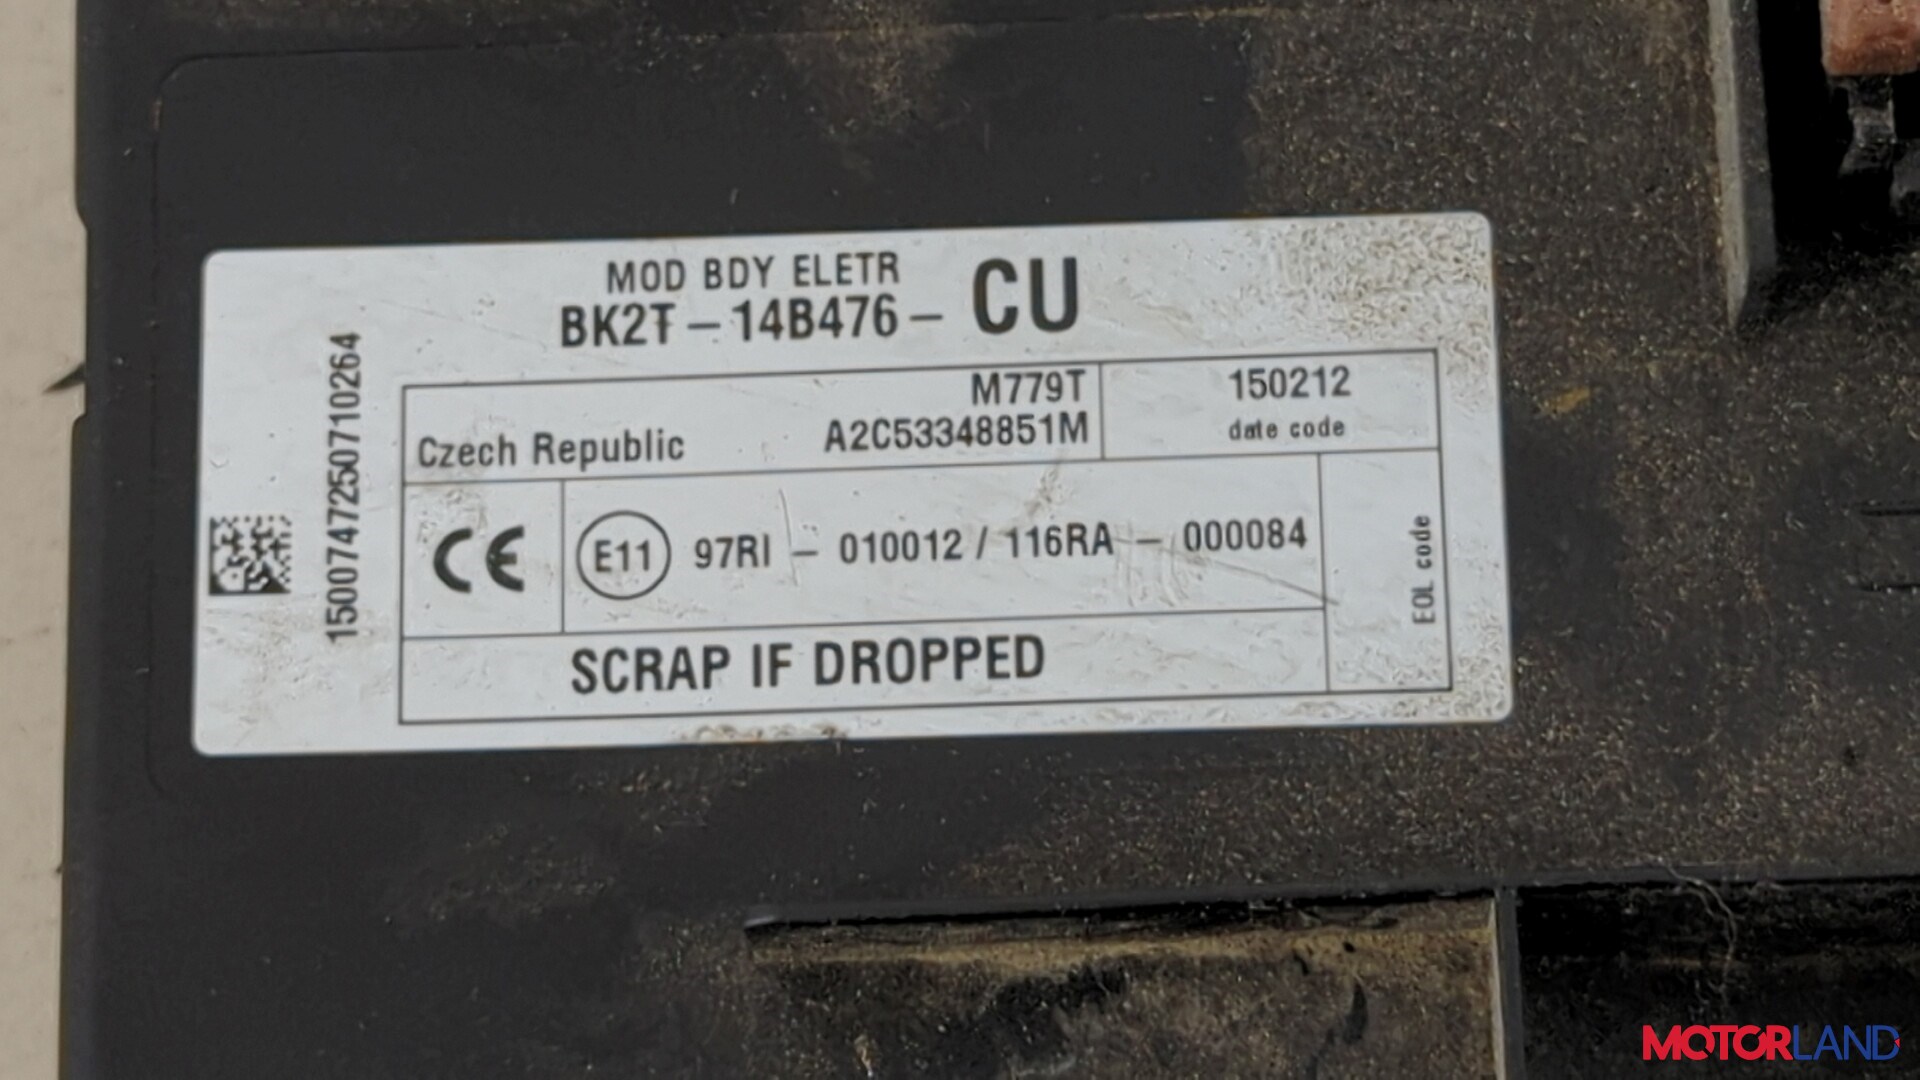 MOD BDY ELETR
BK2T - 14B476 - CU
1500747250710264
M779T
Czech Republic A2C53348851M
150212
date code
CE
E11 97RI - 010012 / 116RA - 000084
EOL code
SCRAP IF DROPPED
MOTORLAND